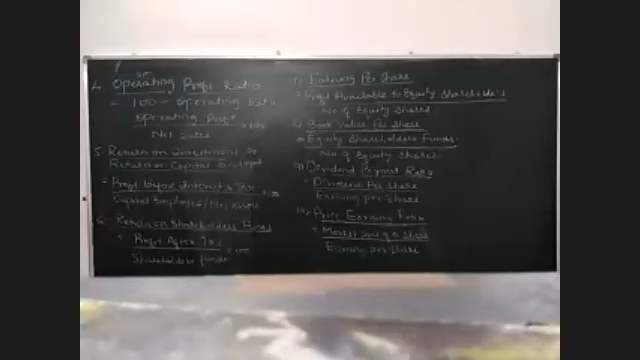 4. Operating Profit Ratio
= 100 - Operating Ratio
or
Operating Profit
Net Sales
×100
5. Return on Investment or
Return on Capital Employed
= Profit before Interest & Tax
×100
Capital Employed/Net Assets
6. Return on Shareholders Funds
= Profit After Tax
×100
Shareholders funds
7) Earning Per Share
= Profit Available to Equity Shareholders
No of Equity Shares
8) Book Value Per Share
= Equity Shareholders Funds
No of Equity Shares
9) Dividend Payout Ratio
= Dividend Per Share
Earning per share
10) Price Earning Ratio
= Market price of a share
Earning per share